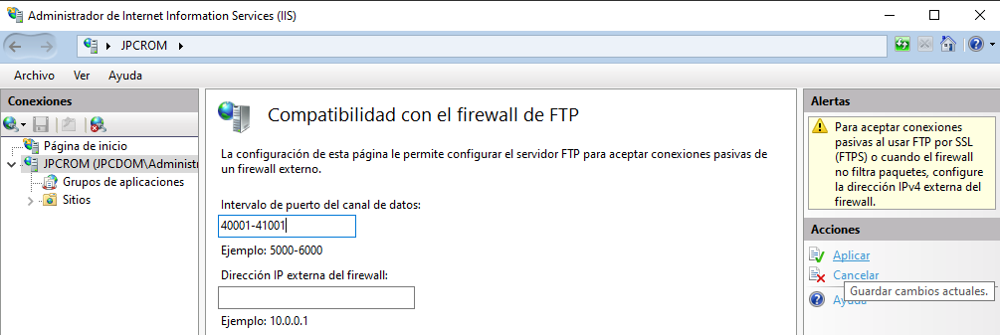 Administrador de Internet Information Services (IIS)
JPCROM
Archivo Ver Ayuda
Conexiones
Página de inicio
JPCROM (JPCDOM\Administr
Grupos de aplicaciones
Sitios
Compatibilidad con el firewall de FTP
La configuración de esta página le permite configurar el servidor FTP para aceptar conexiones pasivas de
un firewall externo.
Intervalo de puerto del canal de datos:
40001-41001
Ejemplo: 5000-6000
Dirección IP externa del firewall:
Ejemplo: 10.0.0.1
Alertas
Para aceptar conexiones
pasivas al usar FTP por SSL
(FTPS) o cuando el firewall
no filtra paquetes, configure
la dirección IPv4 externa del
firewall.
Acciones
Aplicar
Cancelar
Guardar cambios actuales.